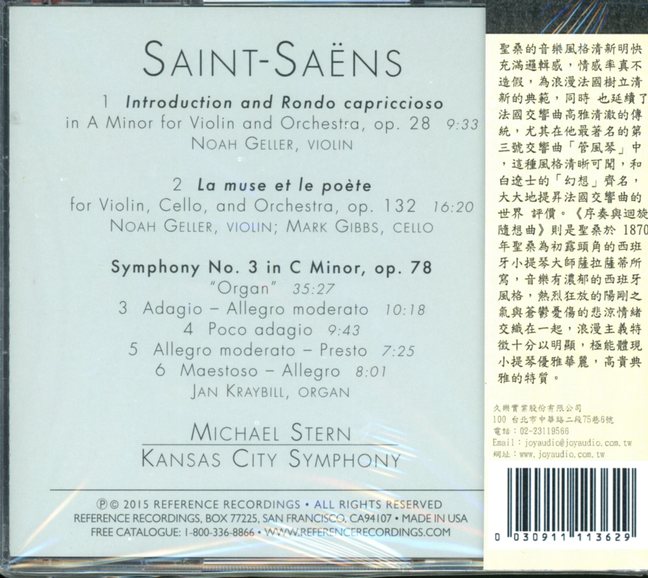 SAINT-SAËNS
1 Introduction and Rondo capriccioso
in A Minor for Violin and Orchestra, op. 28 9:33
NOAH GELLER, VIOLIN
2 La muse et le poète
for Violin, Cello, and Orchestra, op. 132 16:20
NOAH GELLER, VIOLIN; MARK GIBBS, CELLO
Symphony No. 3 in C Minor, op. 78
"Organ" 35:27
3 Adagio – Allegro moderato 10:18
4 Poco adagio 9:43
5 Allegro moderato – Presto 7:25
6 Maestoso – Allegro 8:01
JAN KRAYBILL, ORGAN
MICHAEL STERN
KANSAS CITY SYMPHONY
℗ © 2015 REFERENCE RECORDINGS • ALL RIGHTS RESERVED
REFERENCE RECORDINGS, BOX 77225, SAN FRANCISCO, CA94107 • MADE IN USA
FREE CATALOGUE: 1-800-336-8866 • WWW.REFERENCERECORDINGS.COM
聖桑的音樂風格清新明快
充滿邏輯感，情感率真不
造假，為浪漫法國樹立清
新的典範，同時 也延續了
法國交響曲高雅清澈的傳
統，尤其在他最著名的第
三號交響曲「管風琴」中
，這種風格清晰可聞，和
白遼士的「幻想」齊名，
大大地提昇法國交響曲的
世界 評價。《序奏與迴旋
隨想曲》則是聖桑於 1870
年聖桑為初露頭角的西班
牙小提琴大師薩拉薩蒂所
寫，音樂有濃郁的西班牙
風格，熱烈狂放的陽剛之
氣與蒼鬱憂傷的悲涼情緒
交織在一起，浪漫主義特
徵十分以明顯，極能體現
小提琴優雅華麗，高貴典
雅的特質。
久樂實業股份有限公司
100 台北市中華路二段75巷6號
電話：02-23119566
Email：joyaudio@joyaudio.com.tw
網址：www.joyaudio.com.tw
0 030911 113629